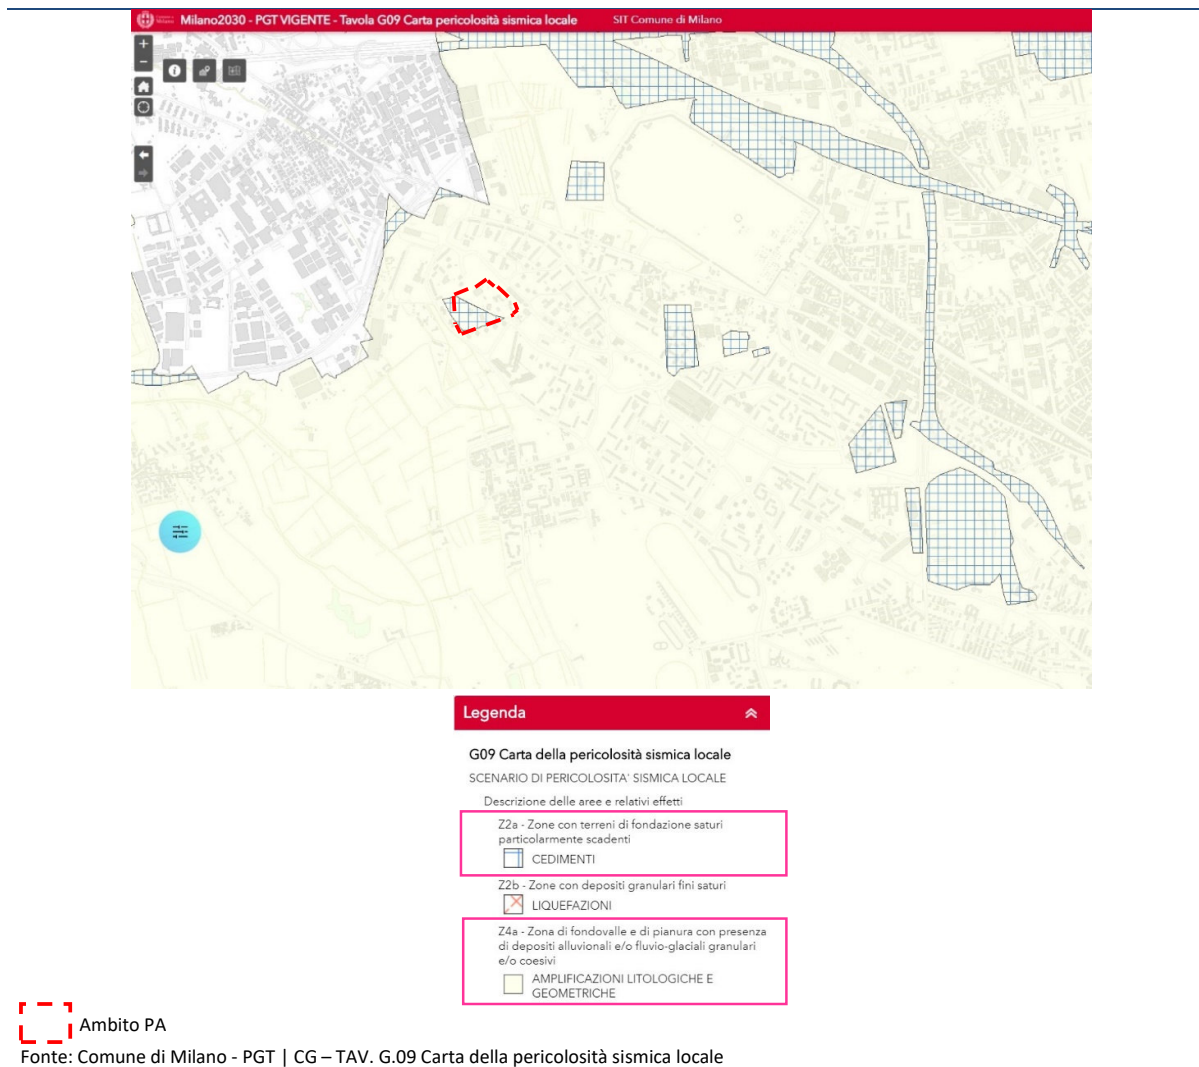 Milano2030 - PGT VIGENTE - Tavola G09 Carta pericolosità sismica locale SIT Comune di Milano
Legenda
G09 Carta della pericolosità sismica locale
SCENARIO DI PERICOLOSITA' SISMICA LOCALE
Descrizione delle aree e relativi effetti
Z2a - Zone con terreni di fondazione saturi
particolarmente scadenti
CEDIMENTI
Z2b - Zone con depositi granulari fini saturi
LIQUEFAZIONI
Z4a - Zona di fondovalle e di pianura con presenza
di depositi alluvionali e/o fluvio-glaciali granulari
e/o coesivi
AMPLIFICAZIONI LITOLOGICHE E
GEOMETRICHE
Ambito PA
Fonte: Comune di Milano - PGT | CG – TAV. G.09 Carta della pericolosità sismica locale